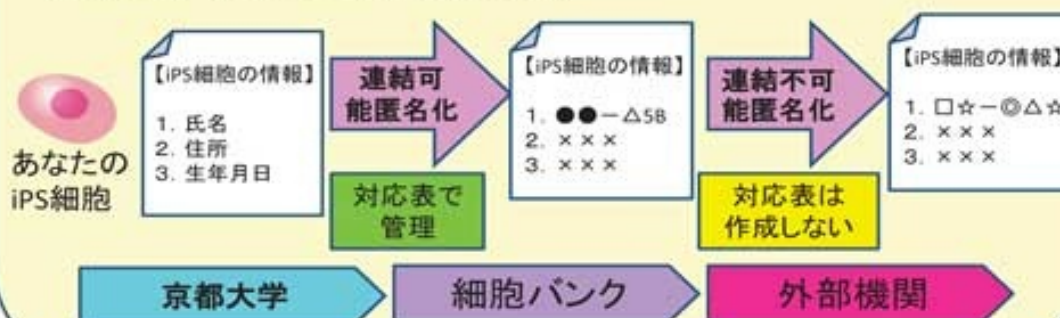 あなたの
iPS細胞
【iPS細胞の情報】
1. 氏名
2. 住所
3. 生年月日
連結可
能匿名化
対応表で
管理
【iPS細胞の情報】
1. ●●－△5B
2. ×××
3. ×××
連結不可
能匿名化
対応表は
作成しない
【iPS細胞の情報】
1. □☆－◎△☆
2. ×××
3. ×××
京都大学
細胞バンク
外部機関